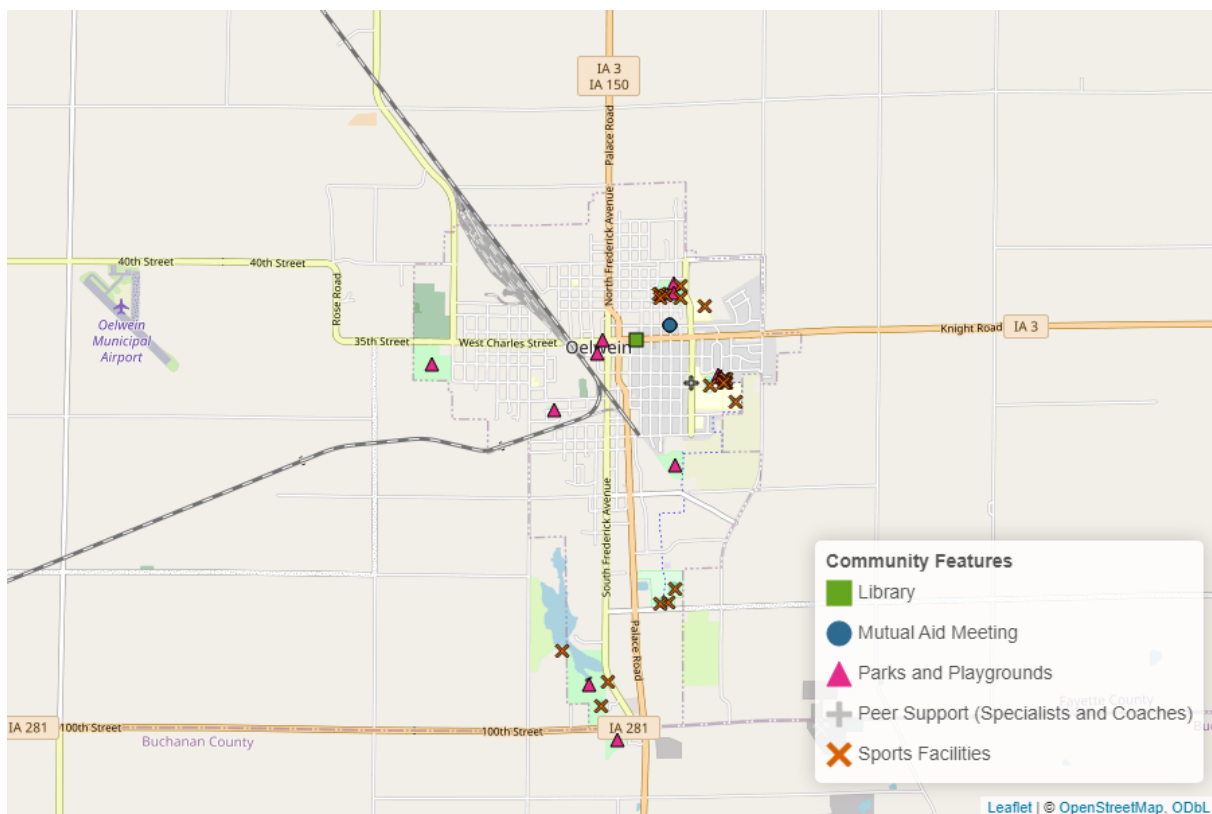 IA 3
IA 150
Palace Road
North Frederick Avenue
40th Street
40th Street
Rose Road
Oelwein
Municipal
Airport
35th Street
West Charles Street
Oelwein
Knight Road
IA 3
South Frederick Avenue
Palace Road
IA 281
100th Street
100th Street
IA 281
Buchanan County
Fayette County
Community Features
Library
Mutual Aid Meeting
Parks and Playgrounds
Peer Support (Specialists and Coaches)
Sports Facilities
Leaflet | © OpenStreetMap, ODbL